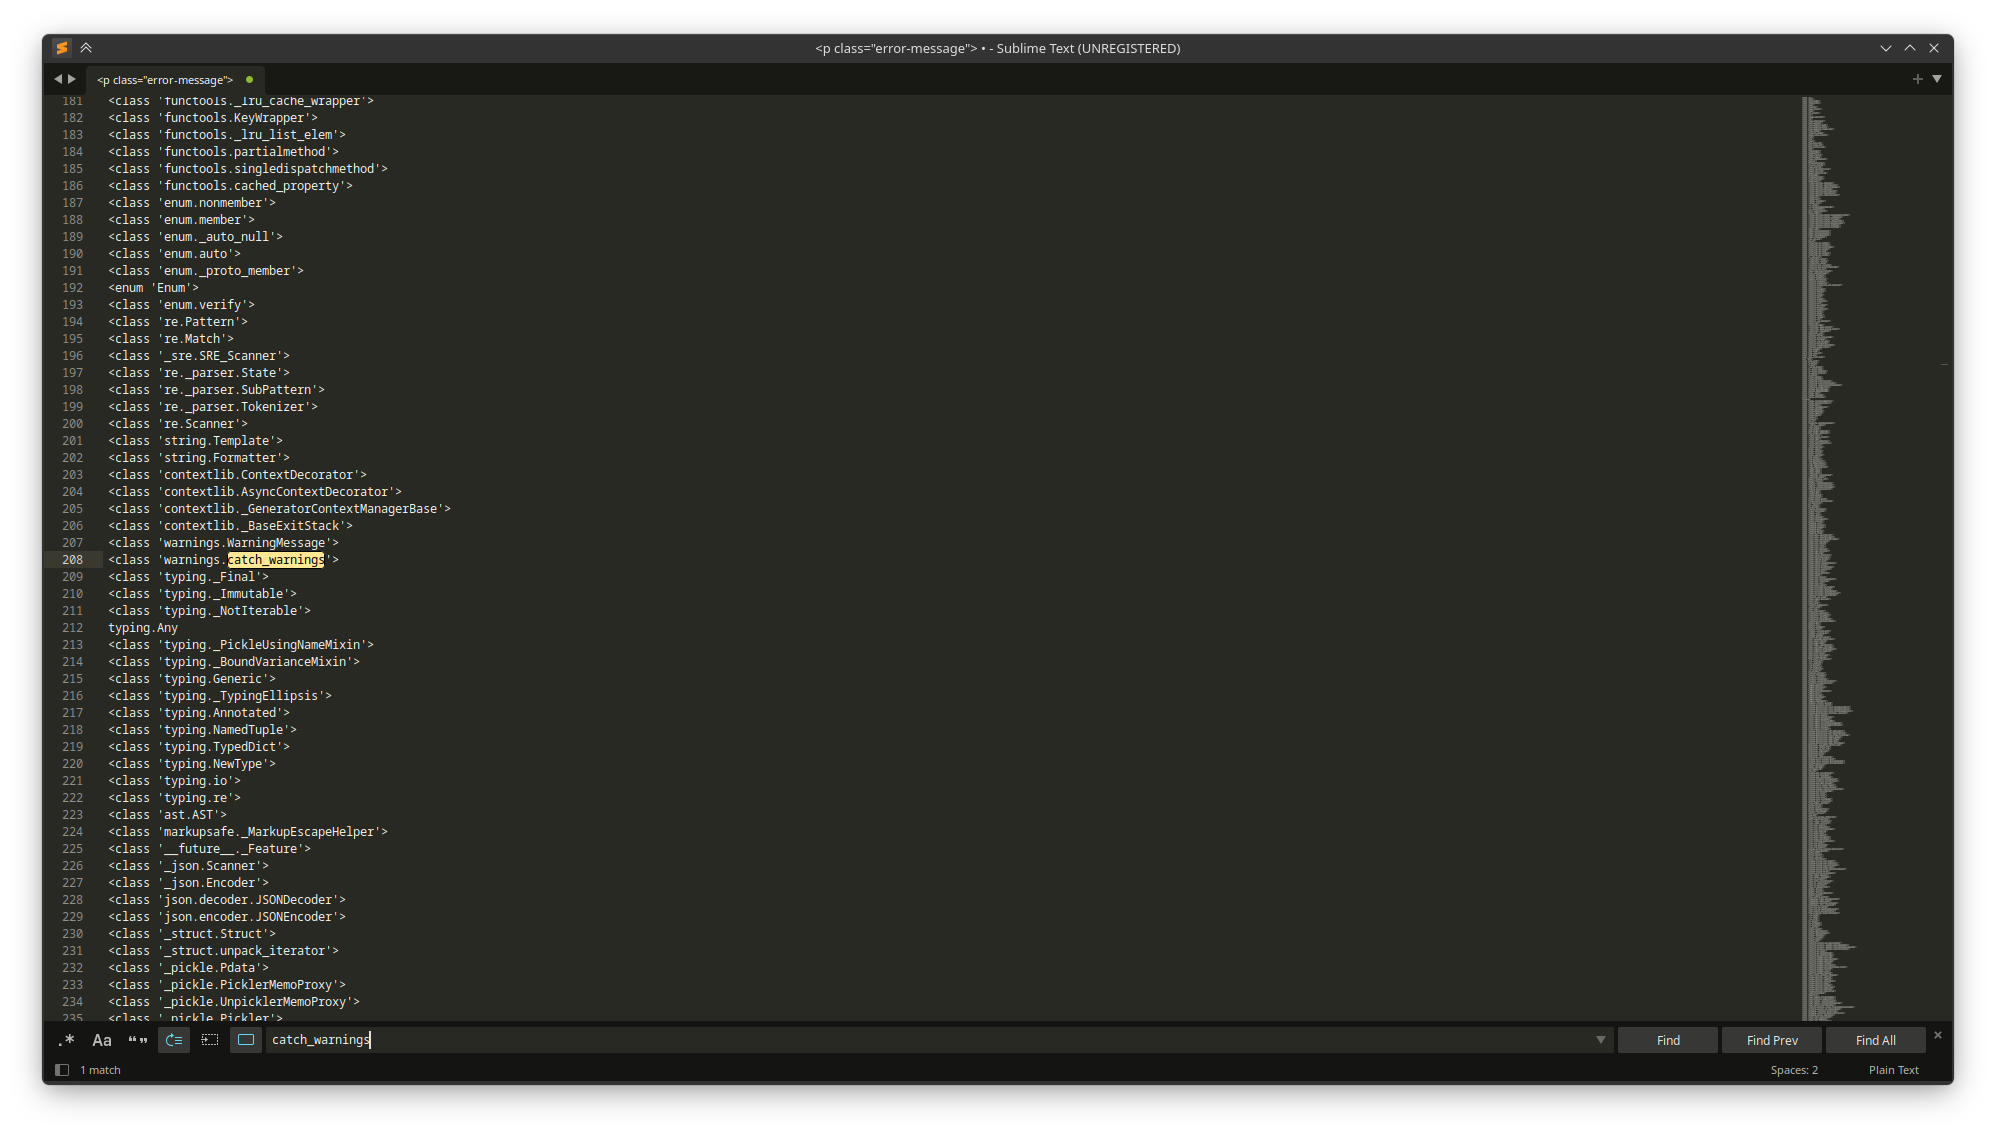 <p class="error-message"> • - Sublime Text (UNREGISTERED)
<p class="error-message">
181 <class 'functools._lru_cache_wrapper'>
182 <class 'functools.KeyWrapper'>
183 <class 'functools._lru_list_elem'>
184 <class 'functools.partialmethod'>
185 <class 'functools.singledispatchmethod'>
186 <class 'functools.cached_property'>
187 <class 'enum.nonmember'>
188 <class 'enum.member'>
189 <class 'enum._auto_null'>
190 <class 'enum.auto'>
191 <class 'enum._proto_member'>
192 <enum 'Enum'>
193 <class 'enum.verify'>
194 <class 're.Pattern'>
195 <class 're.Match'>
196 <class '_sre.SRE_Scanner'>
197 <class 're._parser.State'>
198 <class 're._parser.SubPattern'>
199 <class 're._parser.Tokenizer'>
200 <class 're.Scanner'>
201 <class 'string.Template'>
202 <class 'string.Formatter'>
203 <class 'contextlib.ContextDecorator'>
204 <class 'contextlib.AsyncContextDecorator'>
205 <class 'contextlib._GeneratorContextManagerBase'>
206 <class 'contextlib._BaseExitStack'>
207 <class 'warnings.WarningMessage'>
208 <class 'warnings.catch_warnings'>
209 <class 'typing._Final'>
210 <class 'typing._Immutable'>
211 <class 'typing._NotIterable'>
212 typing.Any
213 <class 'typing._PickleUsingNameMixin'>
214 <class 'typing._BoundVarianceMixin'>
215 <class 'typing.Generic'>
216 <class 'typing._TypingEllipsis'>
217 <class 'typing.Annotated'>
218 <class 'typing.NamedTuple'>
219 <class 'typing.TypedDict'>
220 <class 'typing.NewType'>
221 <class 'typing.io'>
222 <class 'typing.re'>
223 <class 'ast.AST'>
224 <class 'markupsafe._MarkupEscapeHelper'>
225 <class '__future__._Feature'>
226 <class '_json.Scanner'>
227 <class '_json.Encoder'>
228 <class 'json.decoder.JSONDecoder'>
229 <class 'json.encoder.JSONEncoder'>
230 <class '_struct.Struct'>
231 <class '_struct.unpack_iterator'>
232 <class '_pickle.Pdata'>
233 <class '_pickle.PicklerMemoProxy'>
234 <class '_pickle.UnpicklerMemoProxy'>
235 <class '_pickle.Pickler'>
.* Aa “” catch_warnings Find Find Prev Find All
1 match Spaces: 2 Plain Text